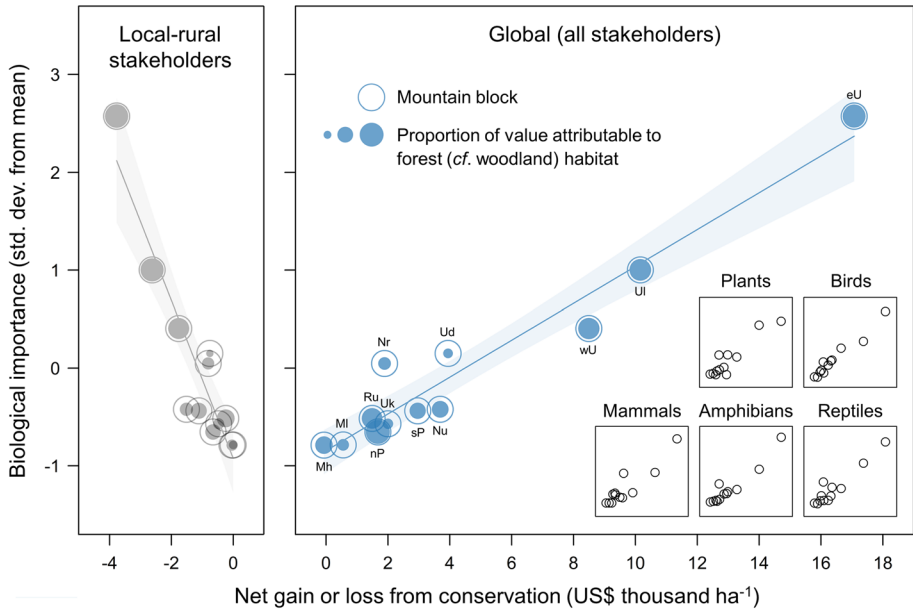 Local-rural
stakeholders
Global (all stakeholders)
Biological importance (std. dev. from mean)
3
2
1
0
-1
Mountain block
Proportion of value attributable to
forest (cf. woodland) habitat
eU
Ul
wU
Ud
Nr
Ru
Uk
Ml
Mh
nP
sP
Nu
Plants
Birds
Mammals
Amphibians
Reptiles
-4
-2
0
0
2
4
6
8
10
12
14
16
18
Net gain or loss from conservation (US$ thousand ha-1)